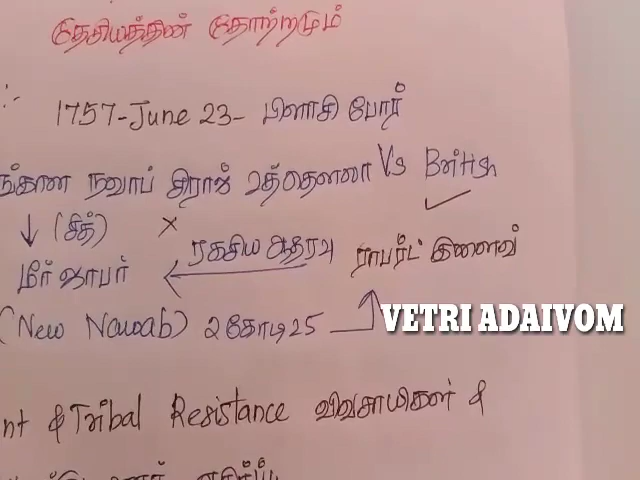 தேசியத்தின் தோற்றமும்
1757-June 23- பிளாசி போர்
நவாப் சிராஜ் உத்தௌலா Vs British
(சித்)
ரகசிய ஆதரவு
மீர் ஜாபர்
ராபர்ட் கிளைவ்
(New Nawab) 2கோடி25
VETRI ADAIVOM
& Tribal Resistance விவசாயிகள் &